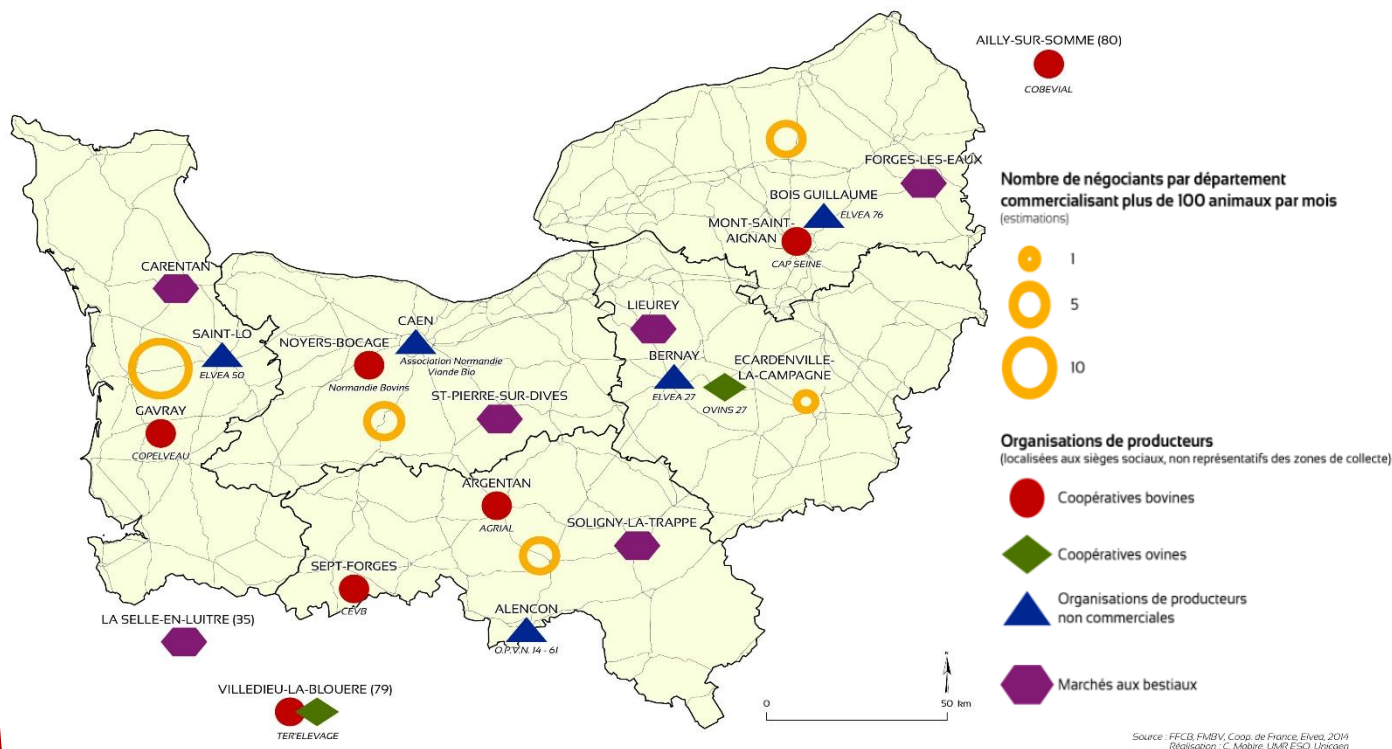 AILLY-SUR-SOMME (80)
COBEVIAL
FORGES-LES-EAUX
BOIS GUILLAUME
ELVEA 76
MONT-SAINT-
AIGNAN
CAP SEINE
CARENTAN
SAINT-LO
ELVEA 50
GAVRAY
COPELVEAU
NOYERS-BOCAGE
Normandie Bovins
CAEN
Association Normandie
Viande Bio
ST-PIERRE-SUR-DIVES
LIEUREY
BERNAY
ELVEA 27
OVINS 27
ECARDENVILLE-
LA-CAMPAGNE
ARGENTAN
AGRIAL
SOLIGNY-LA-TRAPPE
SEPT-FORGES
CEVB
ALENCON
O.P.V.N. 14 - 61
LA SELLE-EN-LUITRE (35)
VILLEDIEU-LA-BLOUERE (79)
TER'ELEVAGE
Nombre de négociants par département
commercialisant plus de 100 animaux par mois
(estimations)
1
5
10
Organisations de producteurs
(localisées aux sièges sociaux, non représentatifs des zones de collecte)
Coopératives bovines
Coopératives ovines
Organisations de producteurs
non commerciales
Marchés aux bestiaux
N
0 50 km
Source : FFCB, FMBV, Coop. de France, Elvea, 2014
Réalisation : C. Mabire, UMR ESO, Unicaen